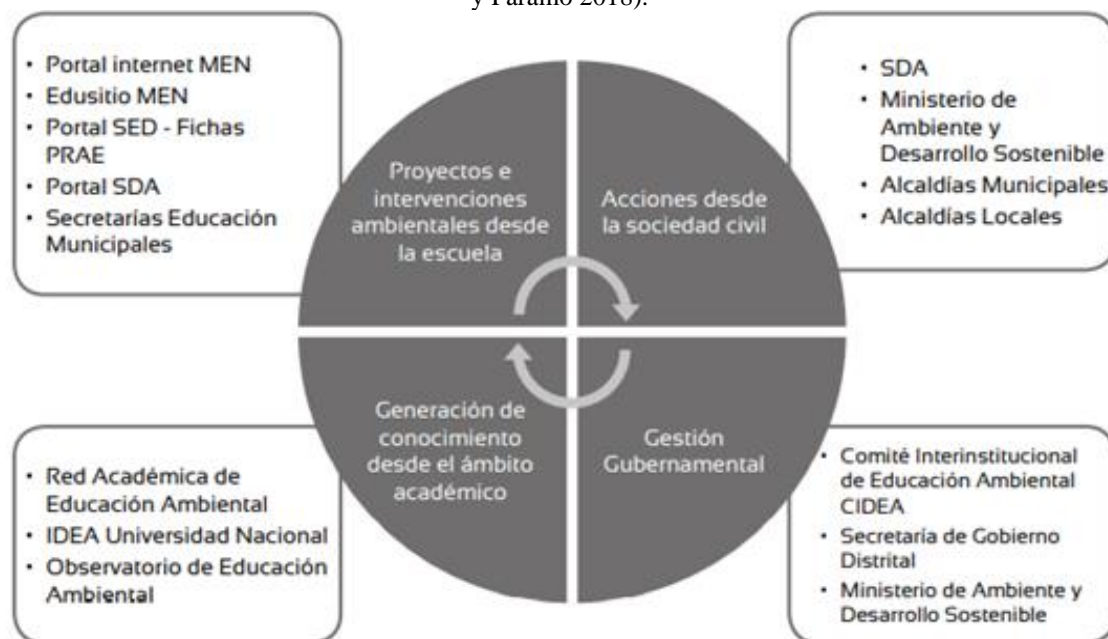 y Páramo 2018).
• Portal internet MEN
• Edusitio MEN
• Portal SED - Fichas
PRAE
• Portal SDA
• Secretarías Educación
Municipales
Proyectos e
intervenciones
ambientales desde
la escuela
Acciones desde
la sociedad civil
• SDA
• Ministerio de
Ambiente y
Desarrollo Sostenible
• Alcaldías Municipales
• Alcaldías Locales
• Red Académica de
Educación Ambiental
• IDEA Universidad Nacional
• Observatorio de Educación
Ambiental
Generación de
conocimiento
desde el ámbito
académico
Gestión
Gubernamental
• Comité Interinstitucional
de Educación Ambiental
CIDEA
• Secretaría de Gobierno
Distrital
• Ministerio de Ambiente y
Desarrollo Sostenible